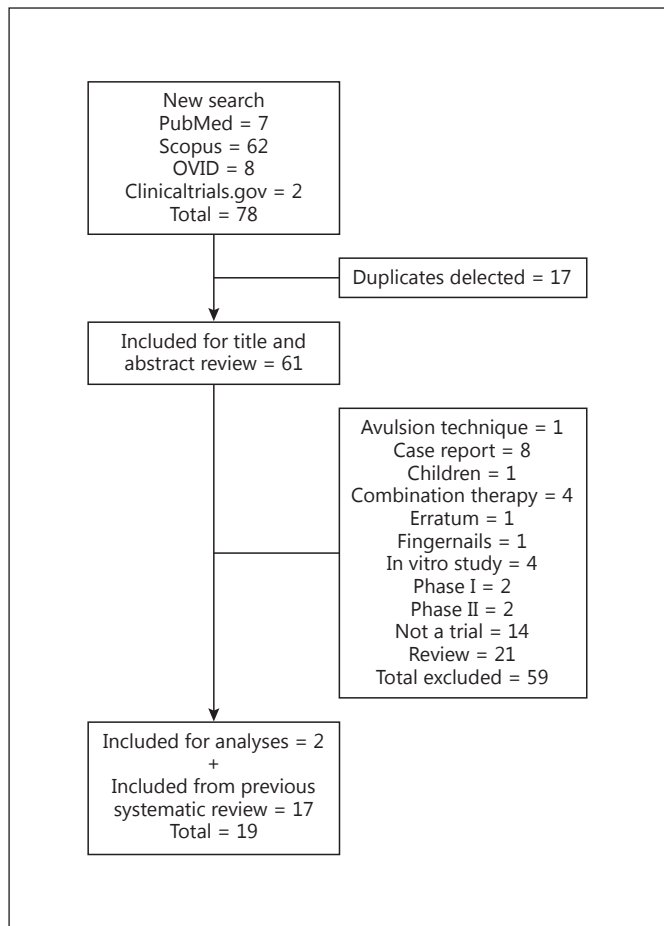 New search
PubMed = 7
Scopus = 62
OVID = 8
Clinicaltrials.gov = 2
Total = 78
Duplicates delected = 17
Included for title and
abstract review = 61
Avulsion technique = 1
Case report = 8
Children = 1
Combination therapy = 4
Erratum = 1
Fingernails = 1
In vitro study = 4
Phase I = 2
Phase II = 2
Not a trial = 14
Review = 21
Total excluded = 59
Included for analyses = 2
+
Included from previous
systematic review = 17
Total = 19